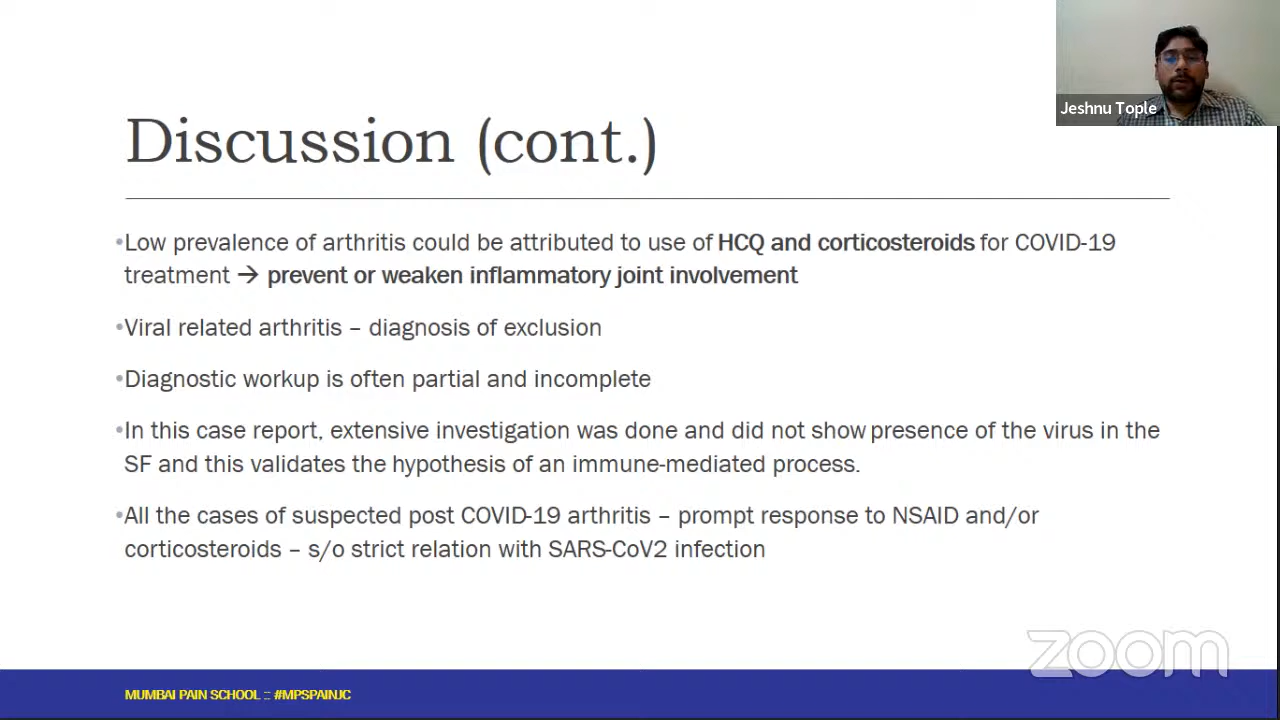 Jeshnu Tople
Discussion (cont.)
•Low prevalence of arthritis could be attributed to use of HCQ and corticosteroids for COVID-19
treatment → prevent or weaken inflammatory joint involvement
•Viral related arthritis – diagnosis of exclusion
•Diagnostic workup is often partial and incomplete
•In this case report, extensive investigation was done and did not show presence of the virus in the
SF and this validates the hypothesis of an immune-mediated process.
•All the cases of suspected post COVID-19 arthritis – prompt response to NSAID and/or
corticosteroids – s/o strict relation with SARS-CoV2 infection
zoom
MUMBAI PAIN SCHOOL :: #MPSPAINJC